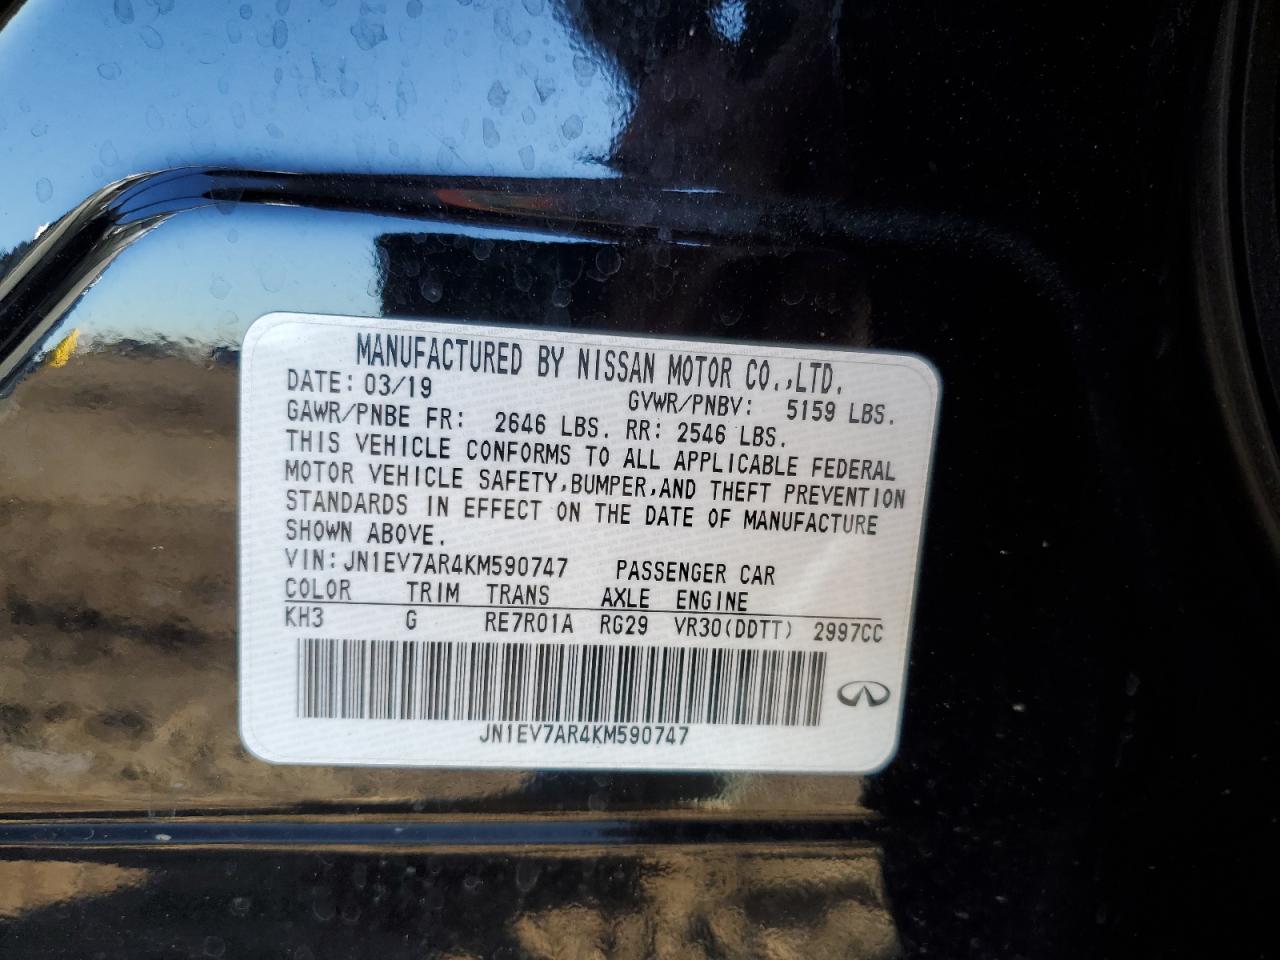 MANUFACTURED BY NISSAN MOTOR CO.,LTD.
DATE: 03/19 GVWR/PNBV: 5159 LBS.
GAWR/PNBE FR: 2646 LBS. RR: 2546 LBS.
THIS VEHICLE CONFORMS TO ALL APPLICABLE FEDERAL
MOTOR VEHICLE SAFETY,BUMPER,AND THEFT PREVENTION
STANDARDS IN EFFECT ON THE DATE OF MANUFACTURE
SHOWN ABOVE.
VIN:JN1EV7AR4KM590747 PASSENGER CAR
COLOR TRIM TRANS AXLE ENGINE
KH3 G RE7R01A RG29 VR30(DDTT) 2997CC
JN1EV7AR4KM590747